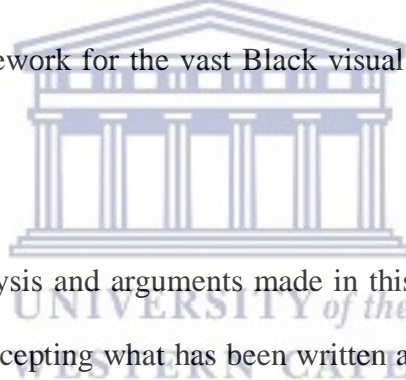 ework for the vast Black visual
ysis and arguments made in this
UNIVERSITY of the
cepting what has been written a
WESTERN CAPE